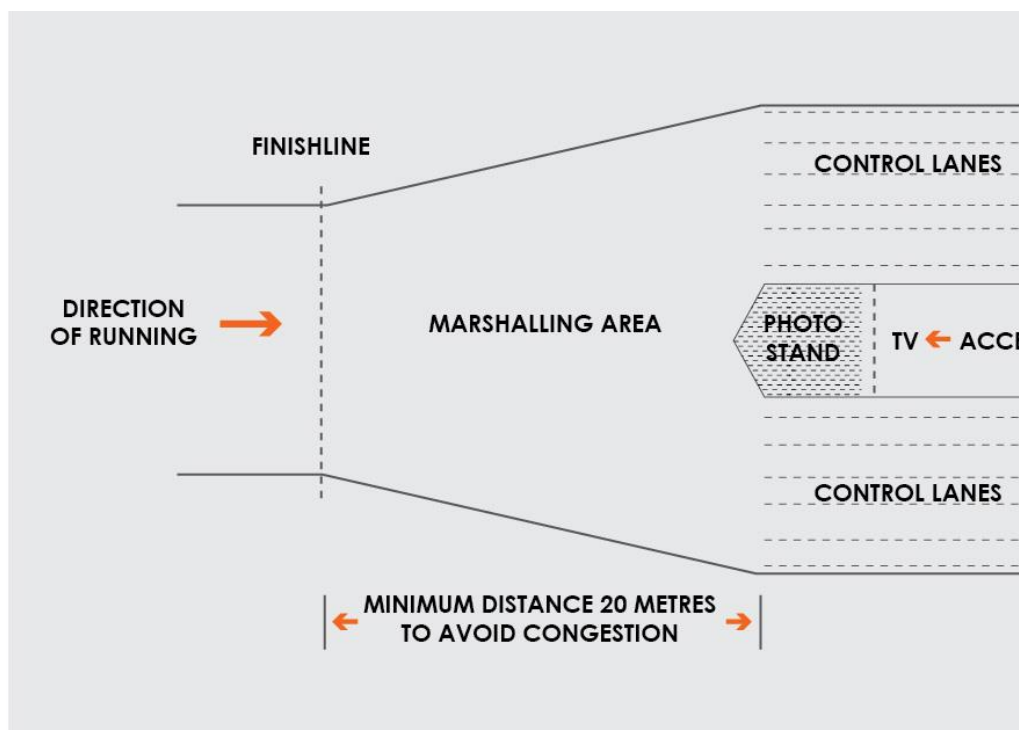 FINISHLINE
CONTROL LANES
DIRECTION
OF RUNNING
MARSHALLING AREA
PHOTO
STAND
TV
ACCE
CONTROL LANES
MINIMUM DISTANCE 20 METRES
TO AVOID CONGESTION